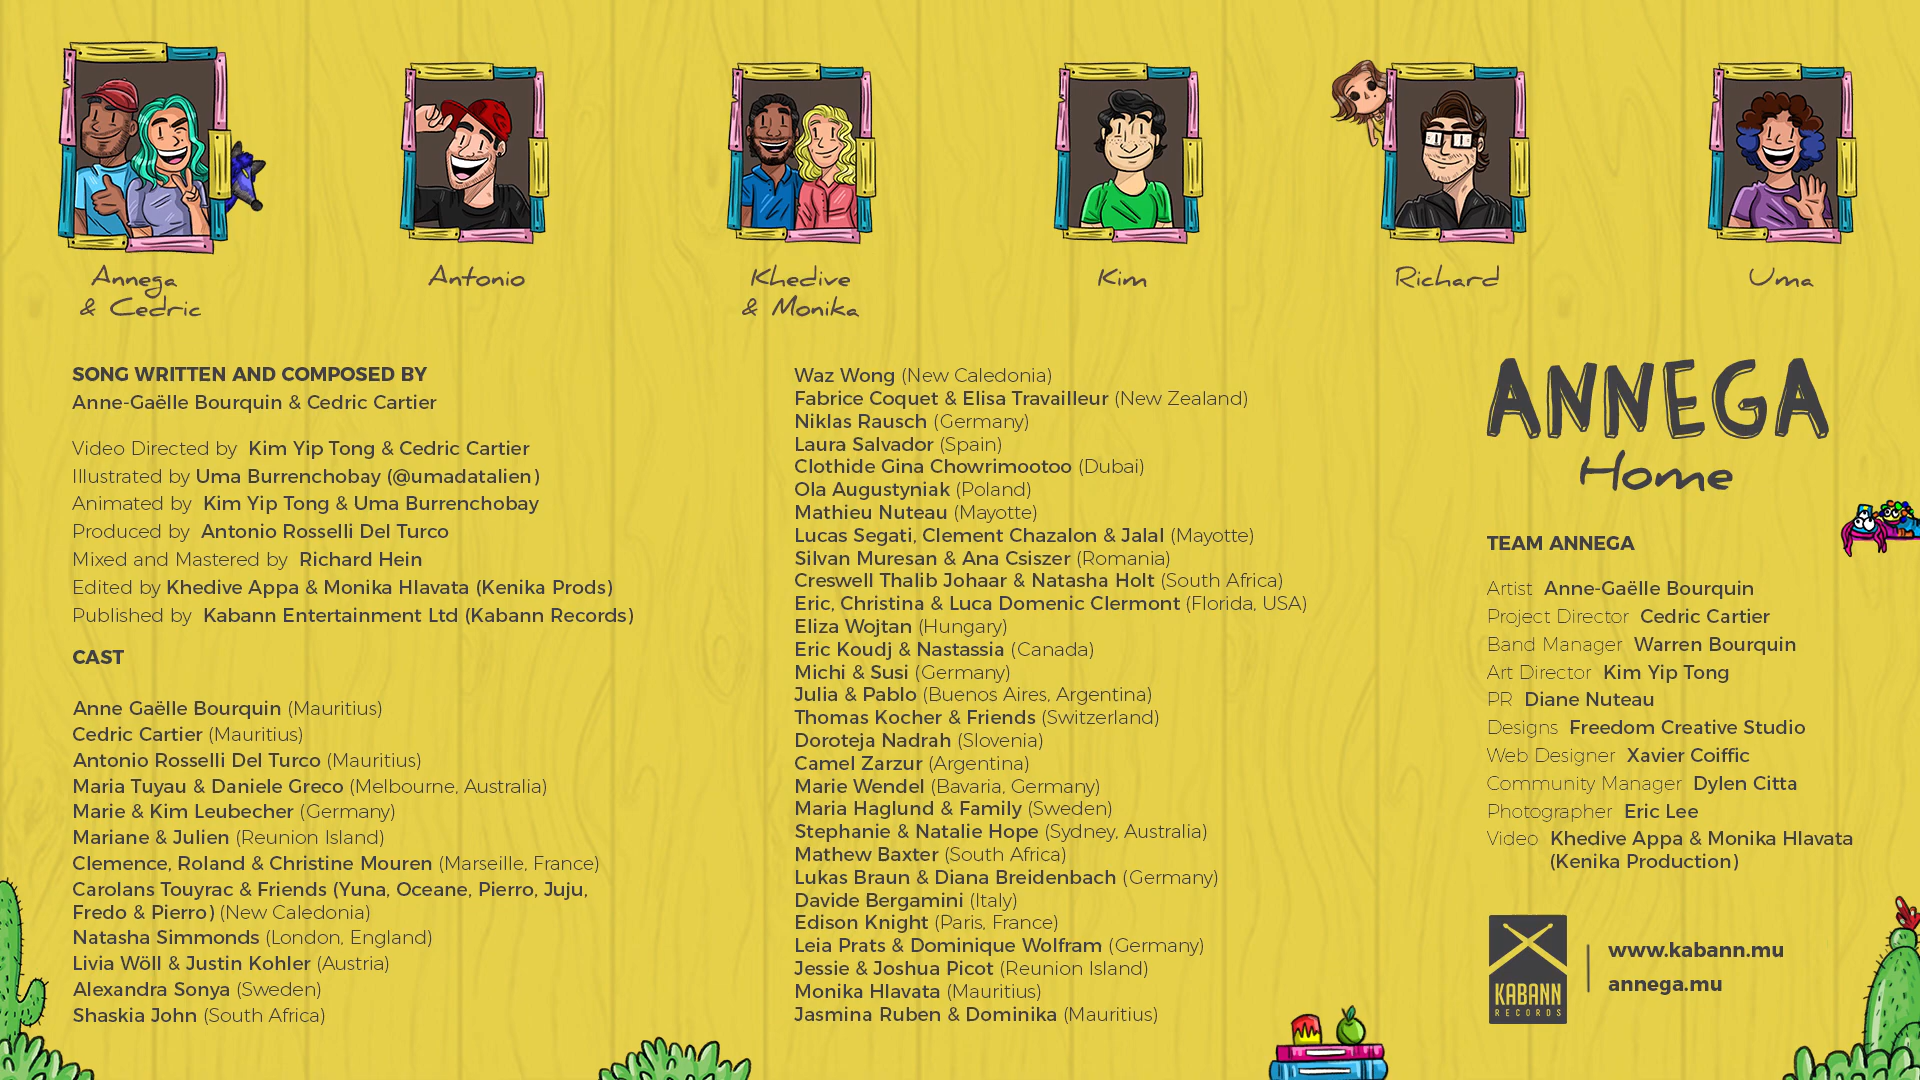 Annega
& Cedric
Antonio
Khedive
& Monika
Kim
Richard
Uma
SONG WRITTEN AND COMPOSED BY
Anne-Gaëlle Bourquin & Cedric Cartier
Video Directed by Kim Yip Tong & Cedric Cartier
Illustrated by Uma Burrenchobay (@umadatalien)
Animated by Kim Yip Tong & Uma Burrenchobay
Produced by Antonio Rosselli Del Turco
Mixed and Mastered by Richard Hein
Edited by Khedive Appa & Monika Hlavata (Kenika Prods)
Published by Kabann Entertainment Ltd (Kabann Records)
CAST
Anne Gaëlle Bourquin (Mauritius)
Cedric Cartier (Mauritius)
Antonio Rosselli Del Turco (Mauritius)
Maria Tuyau & Daniele Greco (Melbourne, Australia)
Marie & Kim Leubecher (Germany)
Mariane & Julien (Reunion Island)
Clemence, Roland & Christine Mouren (Marseille, France)
Carolans Touyrac & Friends (Yuna, Oceane, Pierro, Juju,
Fredo & Pierro) (New Caledonia)
Natasha Simmonds (London, England)
Livia Wöll & Justin Kohler (Austria)
Alexandra Sonya (Sweden)
Shaskia John (South Africa)
Waz Wong (New Caledonia)
Fabrice Coquet & Elisa Travailleur (New Zealand)
Niklas Rausch (Germany)
Laura Salvador (Spain)
Clothide Gina Chowrimootoo (Dubai)
Ola Augustyniak (Poland)
Mathieu Nuteau (Mayotte)
Lucas Segati, Clement Chazalon & Jalal (Mayotte)
Silvan Muresan & Ana Csiszer (Romania)
Creswell Thalib Johaar & Natasha Holt (South Africa)
Eric, Christina & Luca Domenic Clermont (Florida, USA)
Eliza Wojtan (Hungary)
Eric Koudj & Nastassia (Canada)
Michi & Susi (Germany)
Julia & Pablo (Buenos Aires, Argentina)
Thomas Kocher & Friends (Switzerland)
Doroteja Nadrah (Slovenia)
Camel Zarzur (Argentina)
Marie Wendel (Bavaria, Germany)
Maria Haglund & Family (Sweden)
Stephanie & Natalie Hope (Sydney, Australia)
Mathew Baxter (South Africa)
Lukas Braun & Diana Breidenbach (Germany)
Davide Bergamini (Italy)
Edison Knight (Paris, France)
Leia Prats & Dominique Wolfram (Germany)
Jessie & Joshua Picot (Reunion Island)
Monika Hlavata (Mauritius)
Jasmina Ruben & Dominika (Mauritius)
ANNEGA
Home
TEAM ANNEGA
Artist Anne-Gaëlle Bourquin
Project Director Cedric Cartier
Band Manager Warren Bourquin
Art Director Kim Yip Tong
PR Diane Nuteau
Designs Freedom Creative Studio
Web Designer Xavier Coiffic
Community Manager Dylen Citta
Photographer Eric Lee
Video Khedive Appa & Monika Hlavata
(Kenika Production)
KABANN
RECORDS
www.kabann.mu
annega.mu